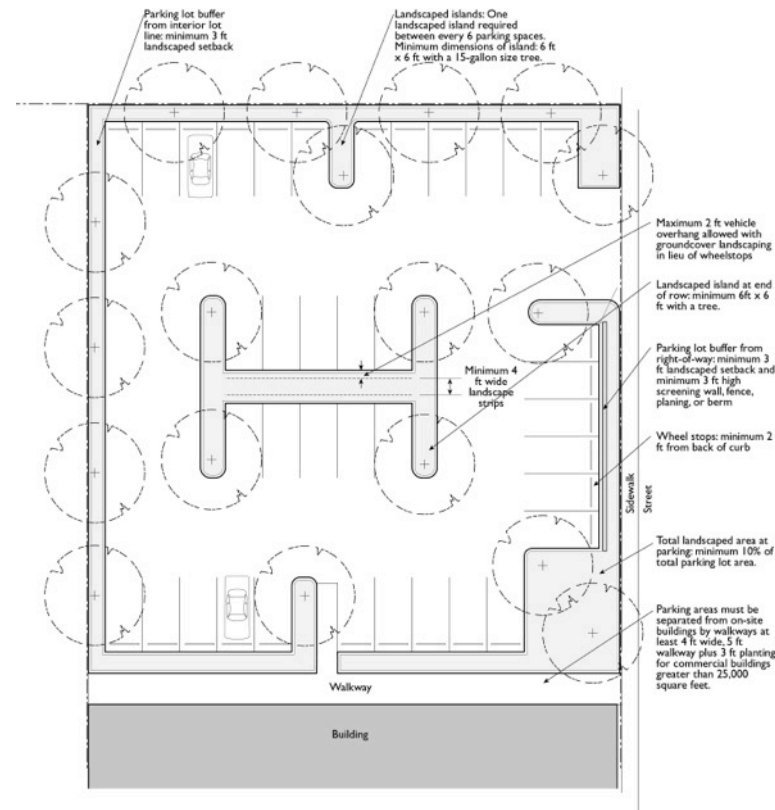 Parking lot buffer
from interior lot
line: minimum 3 ft
landscaped setback
Landscaped islands: One
landscaped island required
between every 6 parking spaces.
Minimum dimensions of island: 6 ft
x 6 ft with a 15-gallon size tree.
Maximum 2 ft vehicle
overhang allowed with
groundcover landscaping
in lieu of wheelstops
Landscaped island at end
of row: minimum 6ft x 6
ft with a tree.
Minimum 4
ft wide
landscape
strips
Parking lot buffer from
right-of-way: minimum 3
ft landscaped setback and
minimum 3 ft high
screening wall, fence,
planing, or berm
Wheel stops: minimum 2
ft from back of curb
Sidewalk
Street
Total landscaped area at
parking: minimum 10% of
total parking lot area.
Parking areas must be
separated from on-site
buildings by walkways at
least 4 ft wide, 5 ft
walkway plus 3 ft planting
for commercial buildings
greater than 25,000
square feet.
Walkway
Building